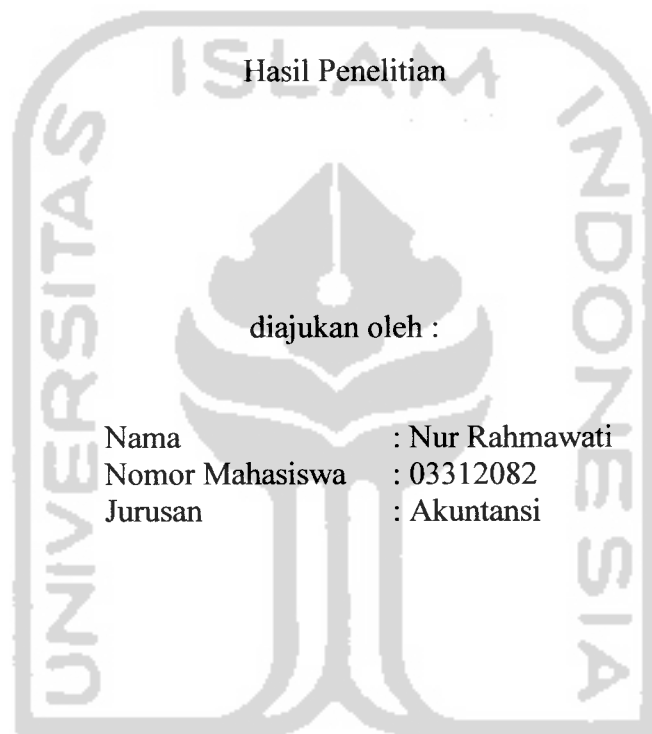 UNIVERSITAS ISLAM INDONESIA
Hasil Penelitian
diajukan oleh :
Nama : Nur Rahmawati
Nomor Mahasiswa : 03312082
Jurusan : Akuntansi